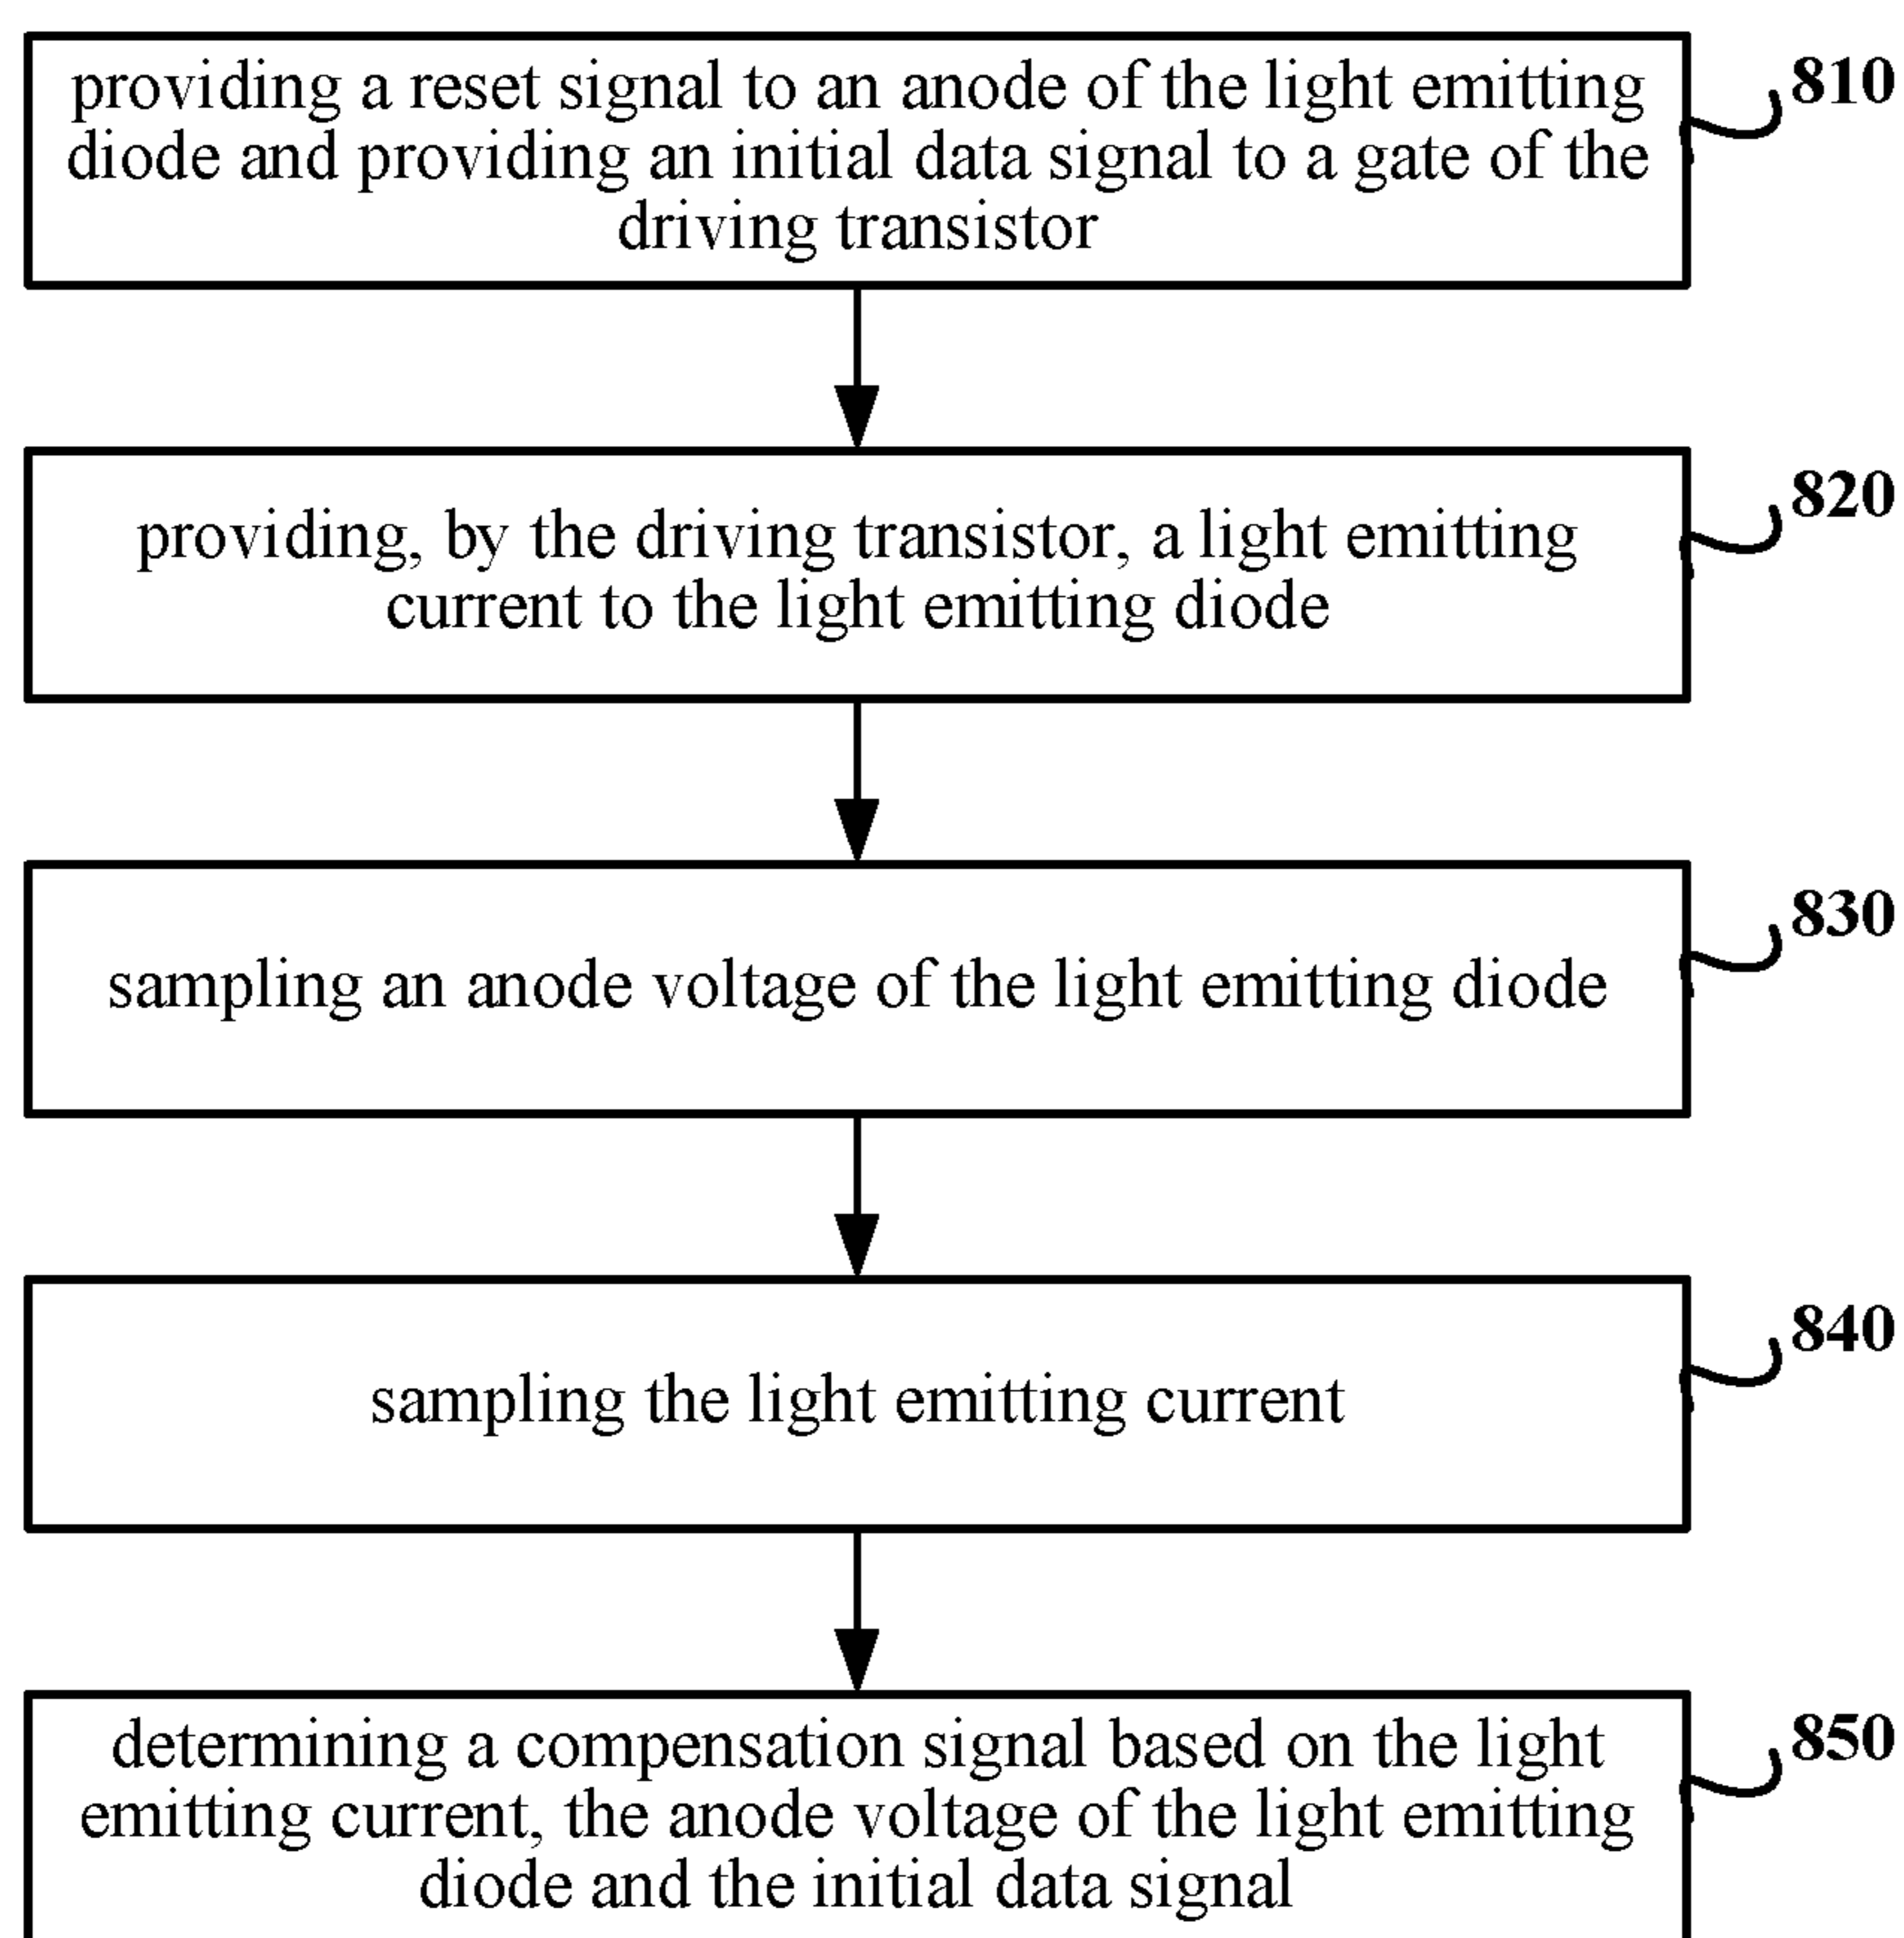 providing a reset signal to an anode of the light emitting
diode and providing an initial data signal to a gate of the
driving transistor
810
providing, by the driving transistor, a light emitting
current to the light emitting diode
820
sampling an anode voltage of the light emitting diode
830
sampling the light emitting current
840
determining a compensation signal based on the light
emitting current, the anode voltage of the light emitting
diode and the initial data signal
850